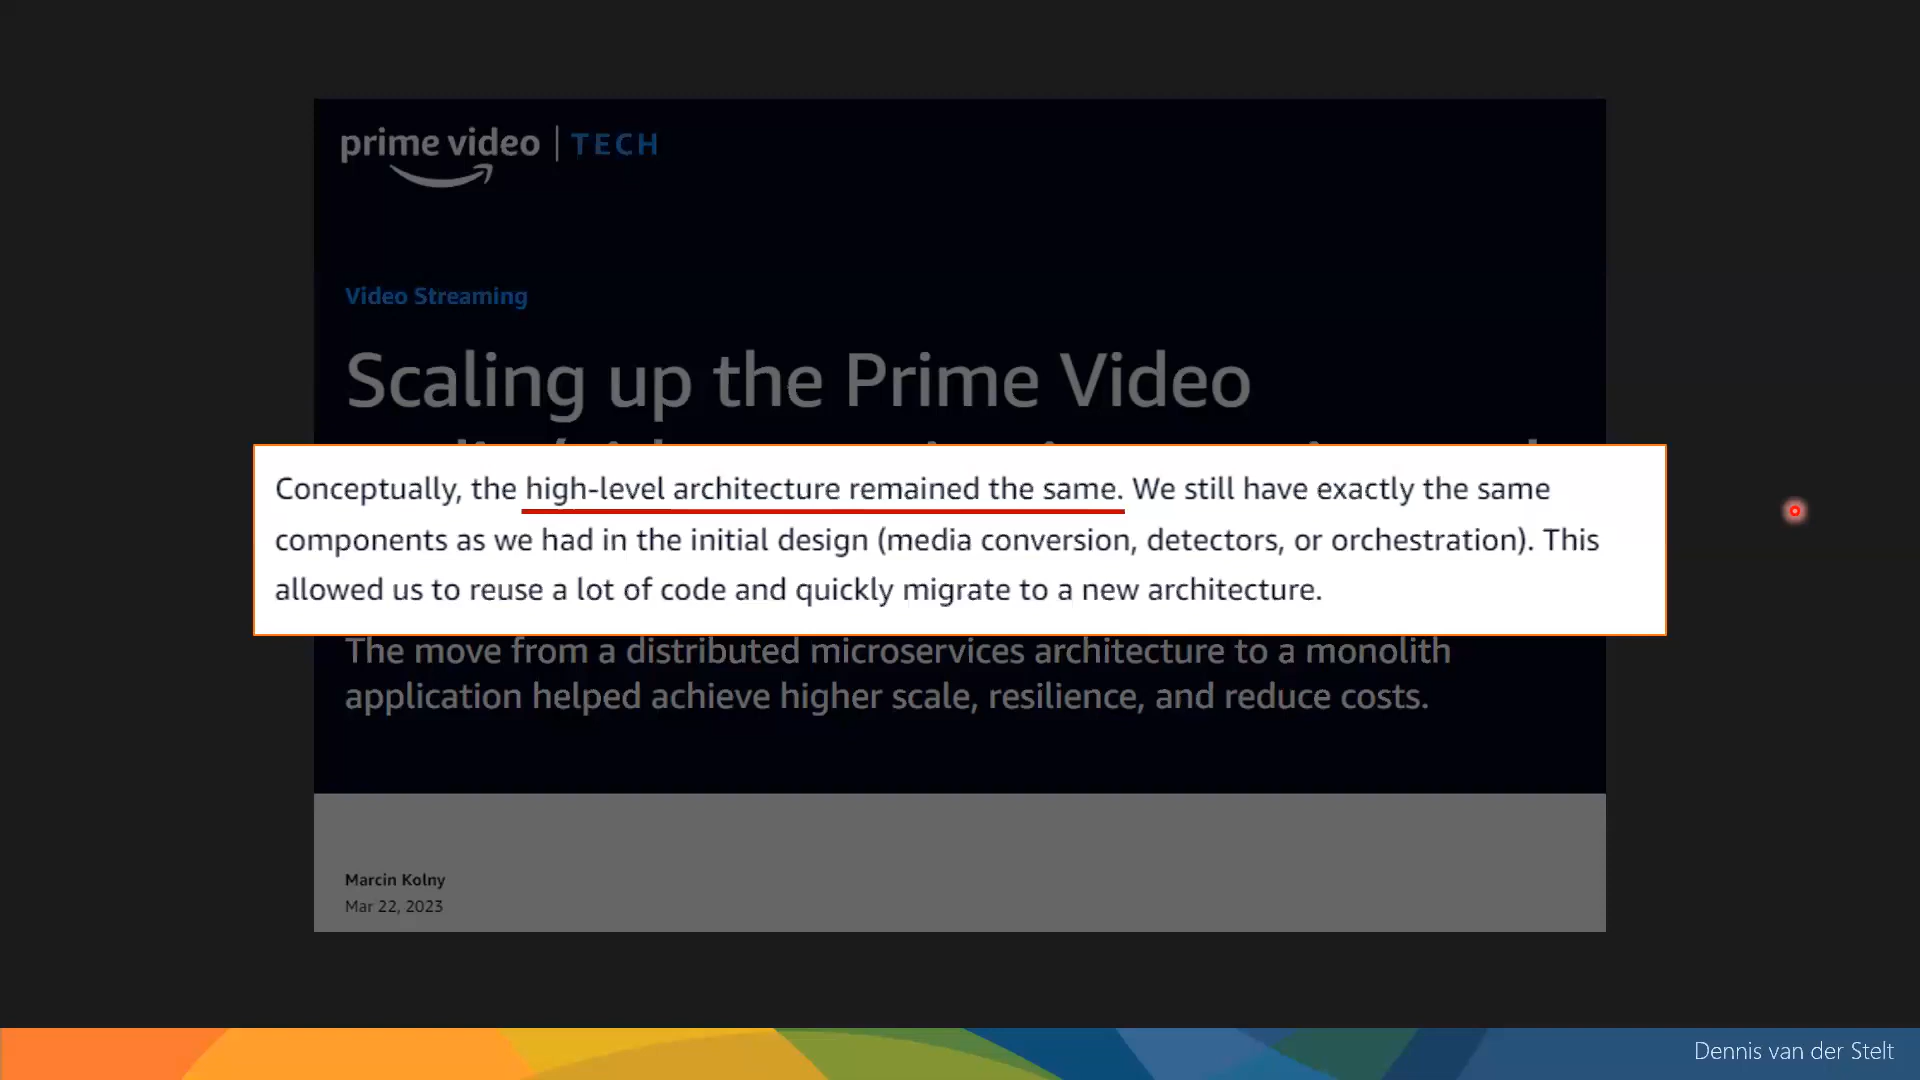 prime video | TECH
Video Streaming
Scaling up the Prime Video
Conceptually, the high-level architecture remained the same. We still have exactly the same
components as we had in the initial design (media conversion, detectors, or orchestration). This
allowed us to reuse a lot of code and quickly migrate to a new architecture.
The move from a distributed microservices architecture to a monolith
application helped achieve higher scale, resilience, and reduce costs.
Marcin Kolny
Mar 22, 2023
Dennis van der Stelt